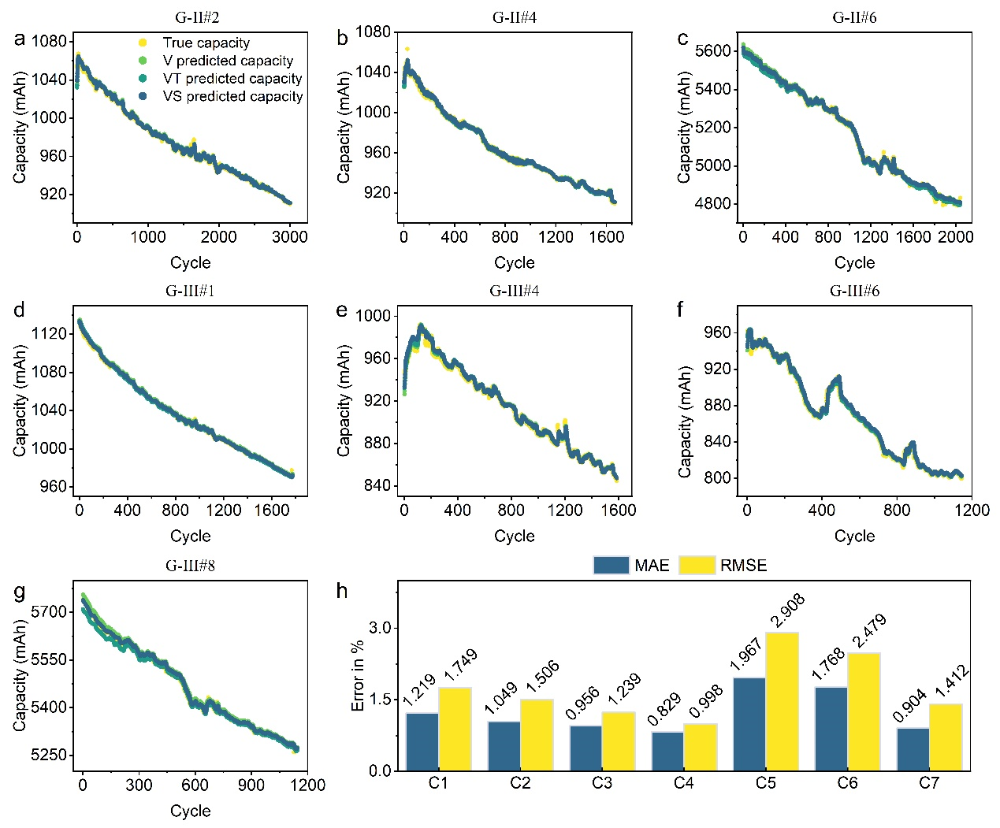 G-II#2
a
1080
1040
1000
960
920
Capacity (mAh)
True capacity
V predicted capacity
VT predicted capacity
VS predicted capacity
0 1000 2000 3000
Cycle
G-II#4
b
1080
1040
1000
960
920
Capacity (mAh)
0 400 800 1200 1600
Cycle
G-II#6
c
5600
5400
5200
5000
4800
Capacity (mAh)
0 400 800 1200 1600 2000
Cycle
G-III#1
d
1120
1080
1040
1000
960
Capacity (mAh)
0 400 800 1200 1600
Cycle
G-III#4
e
1000
960
920
880
840
Capacity (mAh)
0 400 800 1200 1600
Cycle
G-III#6
f
960
920
880
840
800
Capacity (mAh)
0 400 800 1200
Cycle
G-III#8
g
5700
5550
5400
5250
Capacity (mAh)
0 300 600 900 1200
Cycle
h
MAE RMSE
3.0
1.5
0.0
Error in %
1.219 1.749 1.049 1.506 0.956 1.239 0.829 0.998 1.967 2.908 1.768 2.479 0.904 1.412
C1 C2 C3 C4 C5 C6 C7